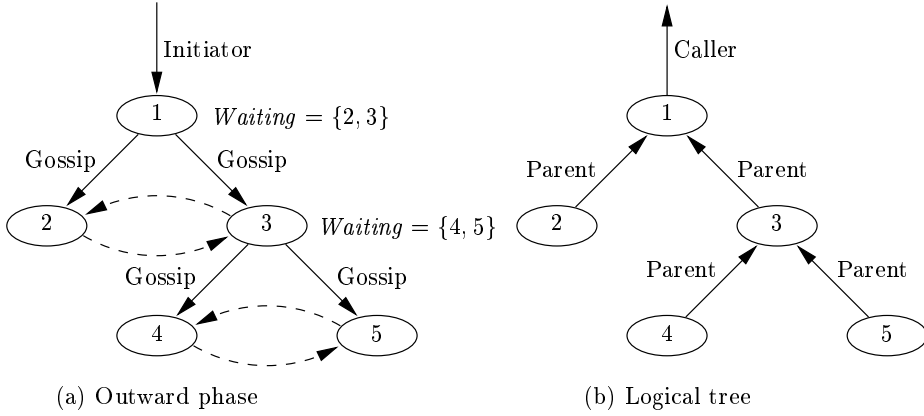 Initiator
1
Waiting = {2, 3}
Gossip
Gossip
2
3
Waiting = {4, 5}
Gossip
Gossip
4
5
(a) Outward phase
Caller
1
Parent
Parent
2
3
Parent
Parent
4
5
(b) Logical tree